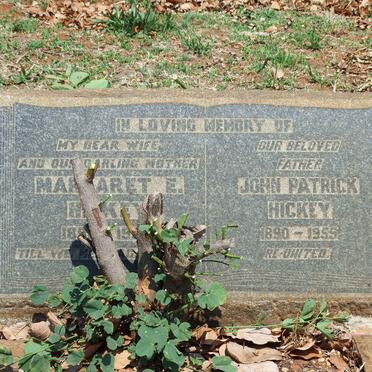 IN LOVING MEMORY OF
MY DEAR WIFE,
AND OUR DARLING MOTHER
MARGARET E.
TILL WE
OUR BELOVED
FATHER
JOHN PATRICK
HICKEY
1890 – 1955
RE-UNITED.